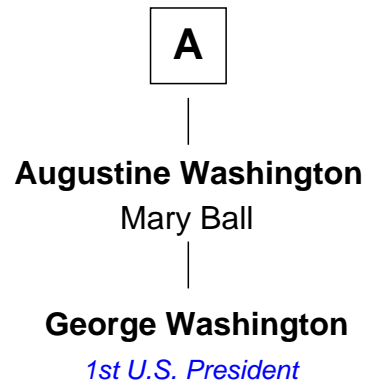 A
Augustine Washington
Mary Ball
George Washington
1st U.S. President